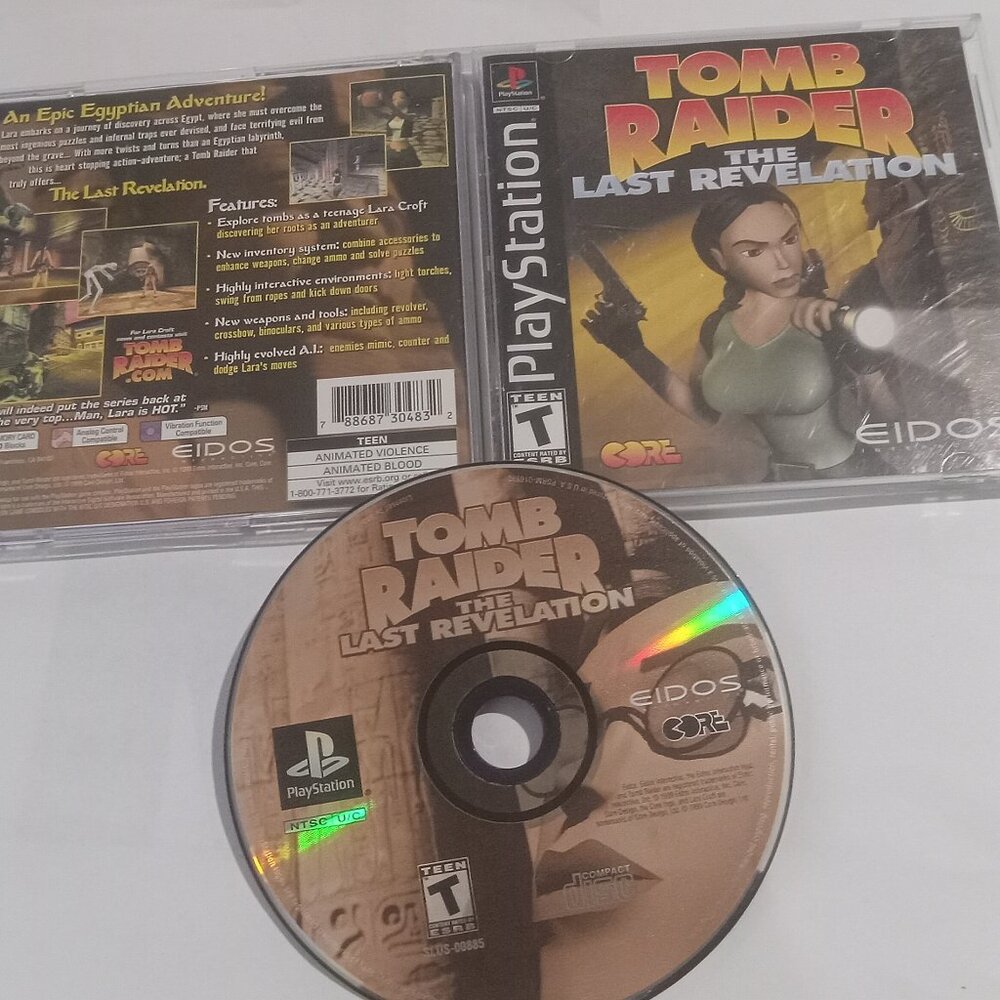 An Epic Egyptian Adventure!
Lara embarks on a journey of discovery across Egypt, where she must overcome the
most ingenious puzzles and infernal traps ever devised, and face terrifying evil from
beyond the grave... With more twists and turns than an Egyptian labyrinth,
this is heart stopping action-adventure; a Tomb Raider that
truly offers...
The Last Revelation.
Features:
• Explore tombs as a teenage Lara Croft
discovering her roots as an adventurer
• New inventory system: combine accessories to
enhance weapons, change ammo and solve puzzles
• Highly interactive environments: light torches,
swing from ropes and kick down doors
• New weapons and tools: including revolver,
crossbow, binoculars, and various types of ammo
• Highly evolved A.I.: enemies mimic, counter and
dodge Lara's moves
For Lara Croft
news and contests visit
TOMB
RAIDER
.COM
will indeed put the series back at
the very top...Man, Lara is HOT." -PSM
MEMORY CARD
Blocks
Analog Control
Compatible
Vibration Function
Compatible
CORE
EIDOS
7 88687 30483 2
TEEN
ANIMATED VIOLENCE
ANIMATED BLOOD
Visit www.esrb.org or
1-800-771-3772 for
PlayStation
NTSC U/C
PlayStation
TEEN
T
CONTENT RATED BY
ESRB
TOMB
RAIDER
THE
LAST REVELATION
CORE
EIDOS
TOMB
RAIDER
THE
LAST REVELATION
EIDOS
CORE
PlayStation
NTSC U/C
TEEN
T
CONTENT RATED BY
ESRB
SLUS-00885
COMPACT
disc